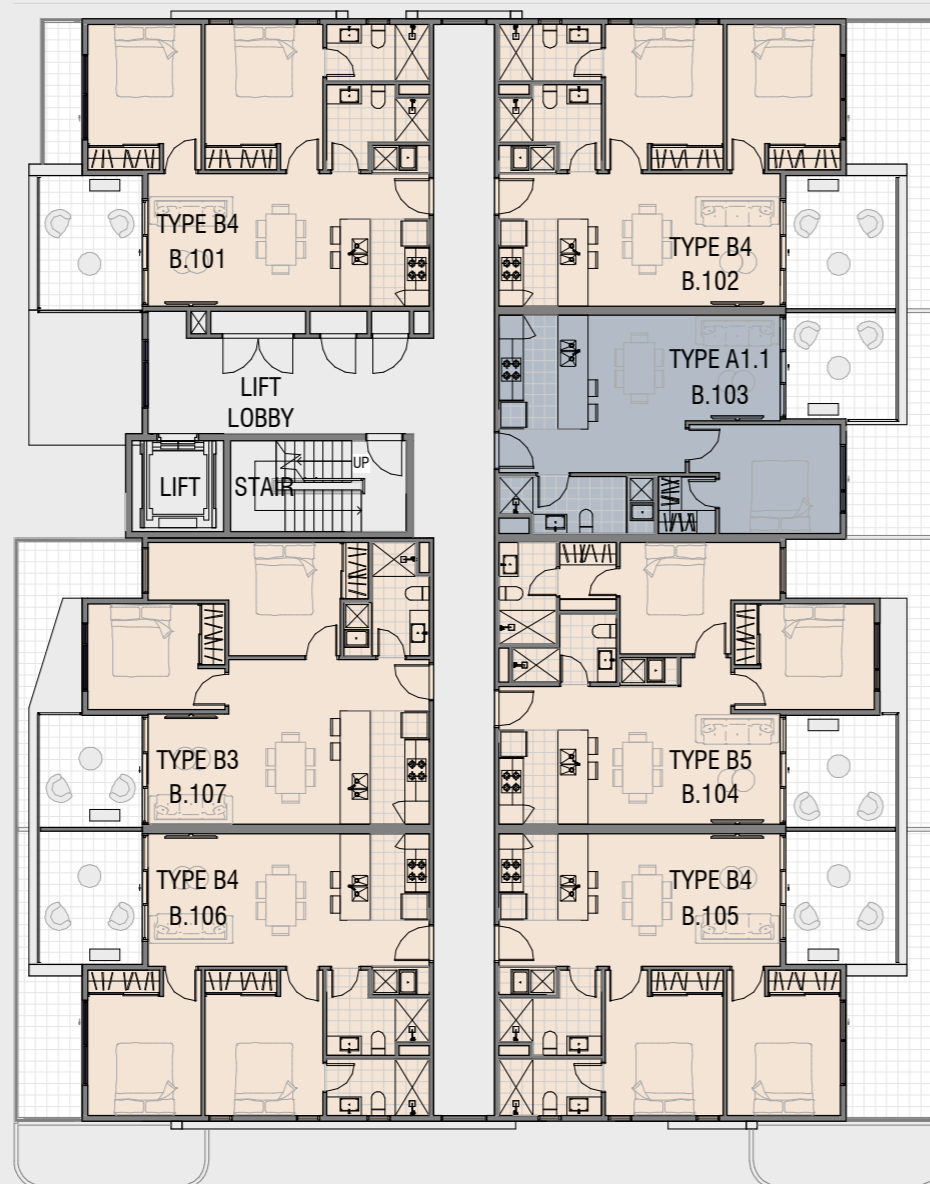 TYPE B4
B.101
TYPE B4
B.102
TYPE A1.1
B.103
LIFT
LOBBY
UP
LIFT
STAIR
TYPE B3
B.107
TYPE B5
B.104
TYPE B4
B.106
TYPE B4
B.105